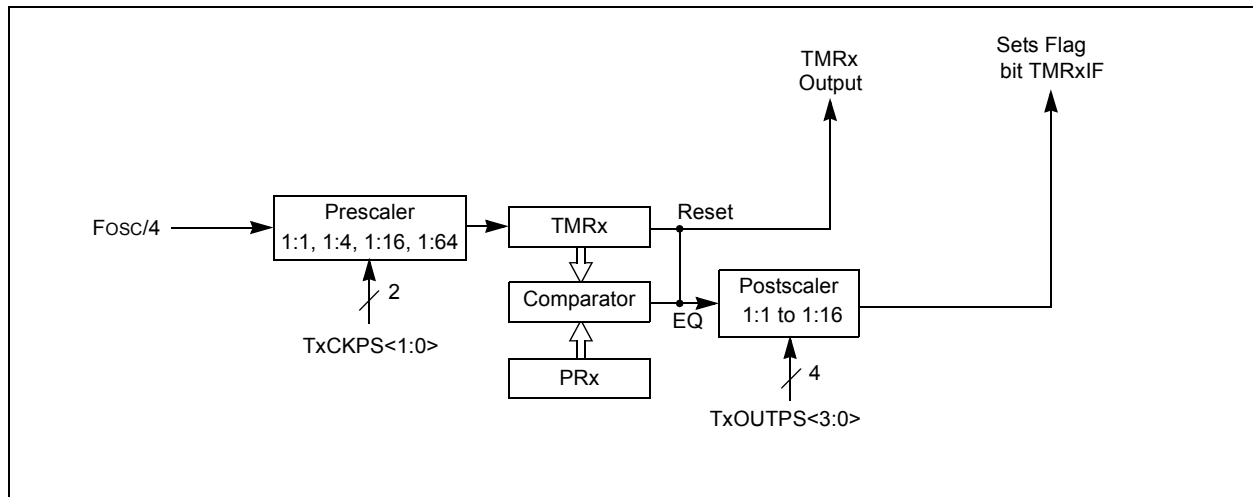 TMRx
Output
Sets Flag
bit TMRxIF
Fosc/4
Prescaler
1:1, 1:4, 1:16, 1:64
2
TxCKPS<1:0>
TMRx
Comparator
PRx
Reset
EQ
Postscaler
1:1 to 1:16
4
TxOUTPS<3:0>